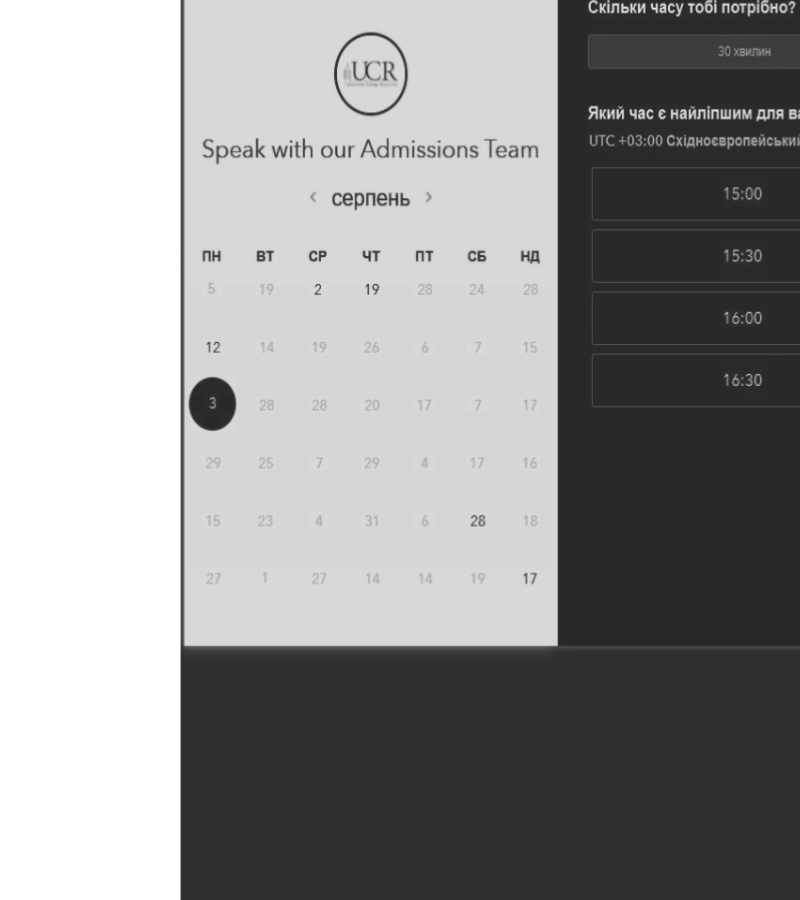 UCR
Speak with our Admissions Team
‹ серпень ›
ПН ВТ СР ЧТ ПТ СБ НД
5 19 2 19 28 24 28
12 14 19 26 6 7 15
3 28 28 20 17 7 17
29 25 7 29 4 17 16
15 23 4 31 6 28 18
27 1 27 14 14 19 17
Скільки часу тобі потрібно?
30 хвилин
Який час є найліпшим для
UTC +03:00 Східноєвропейський
15:00
15:30
16:00
16:30